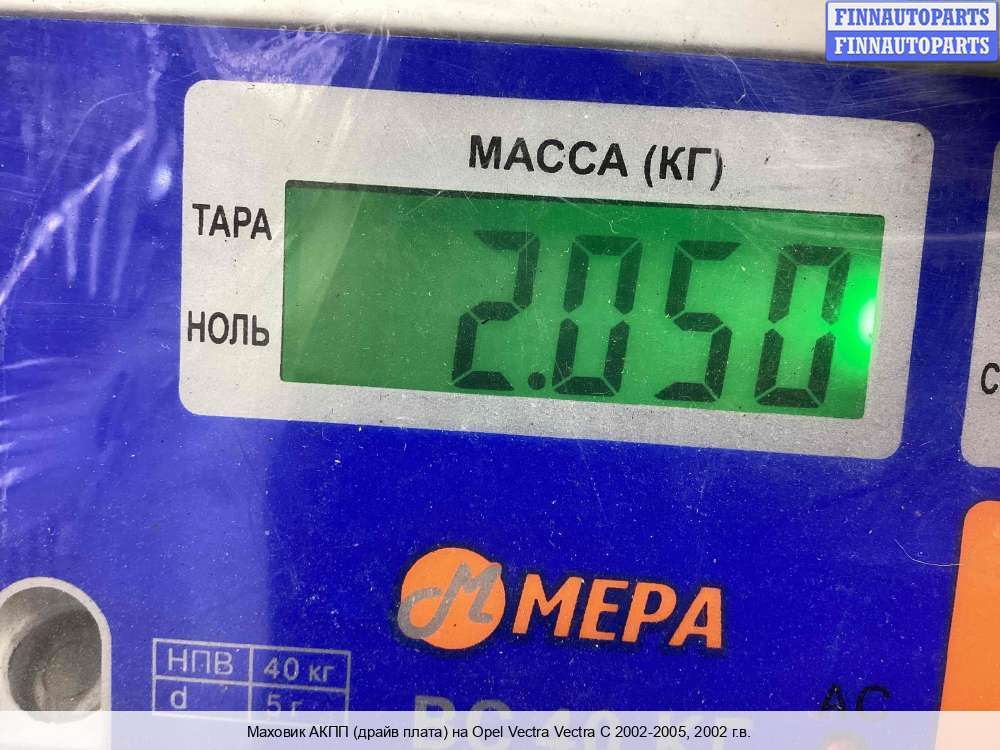 FINNAUTOPARTS
FINNAUTOPARTS
МАССА (КГ)
ТАРА
НОЛЬ
2.050
С
МЕРА
НПВ 40 кг
d 5 г
АС
Маховик АКПП (драйв плата) на Opel Vectra Vectra C 2002-2005, 2002 г.в.